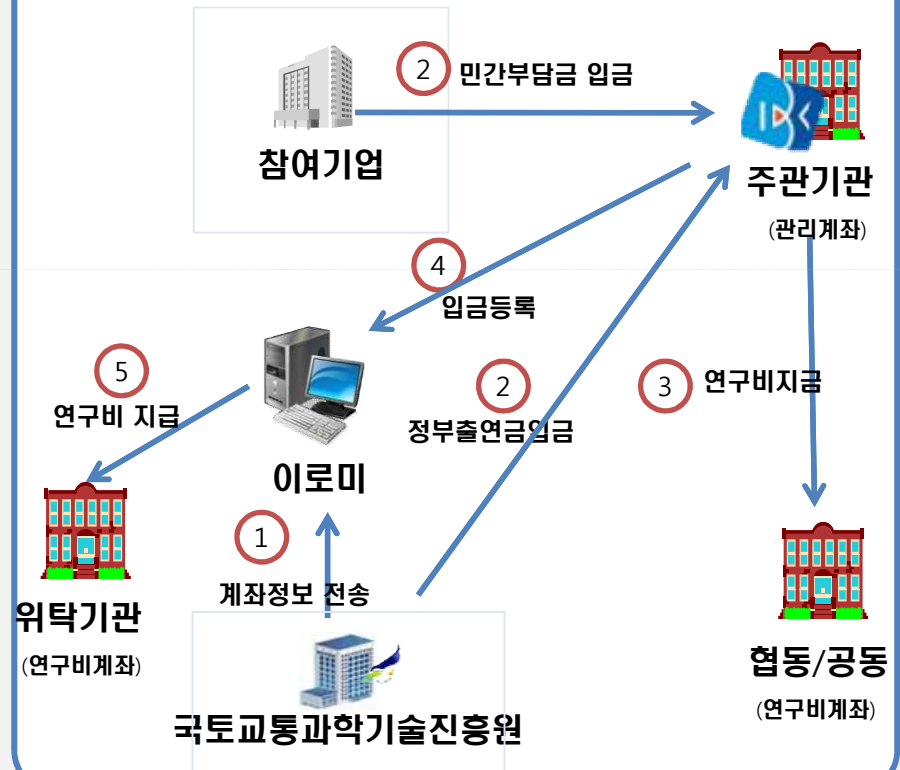 2 민간부담금 입금
참여기업
주관기관
(관리계좌)
4
입금등록
5
연구비 지급
2
정부출연금입금
3 연구비지금
이로미
1
계좌정보 전송
위탁기관
(연구비계좌)
협동/공동
(연구비계좌)
국토교통과학기술진흥원